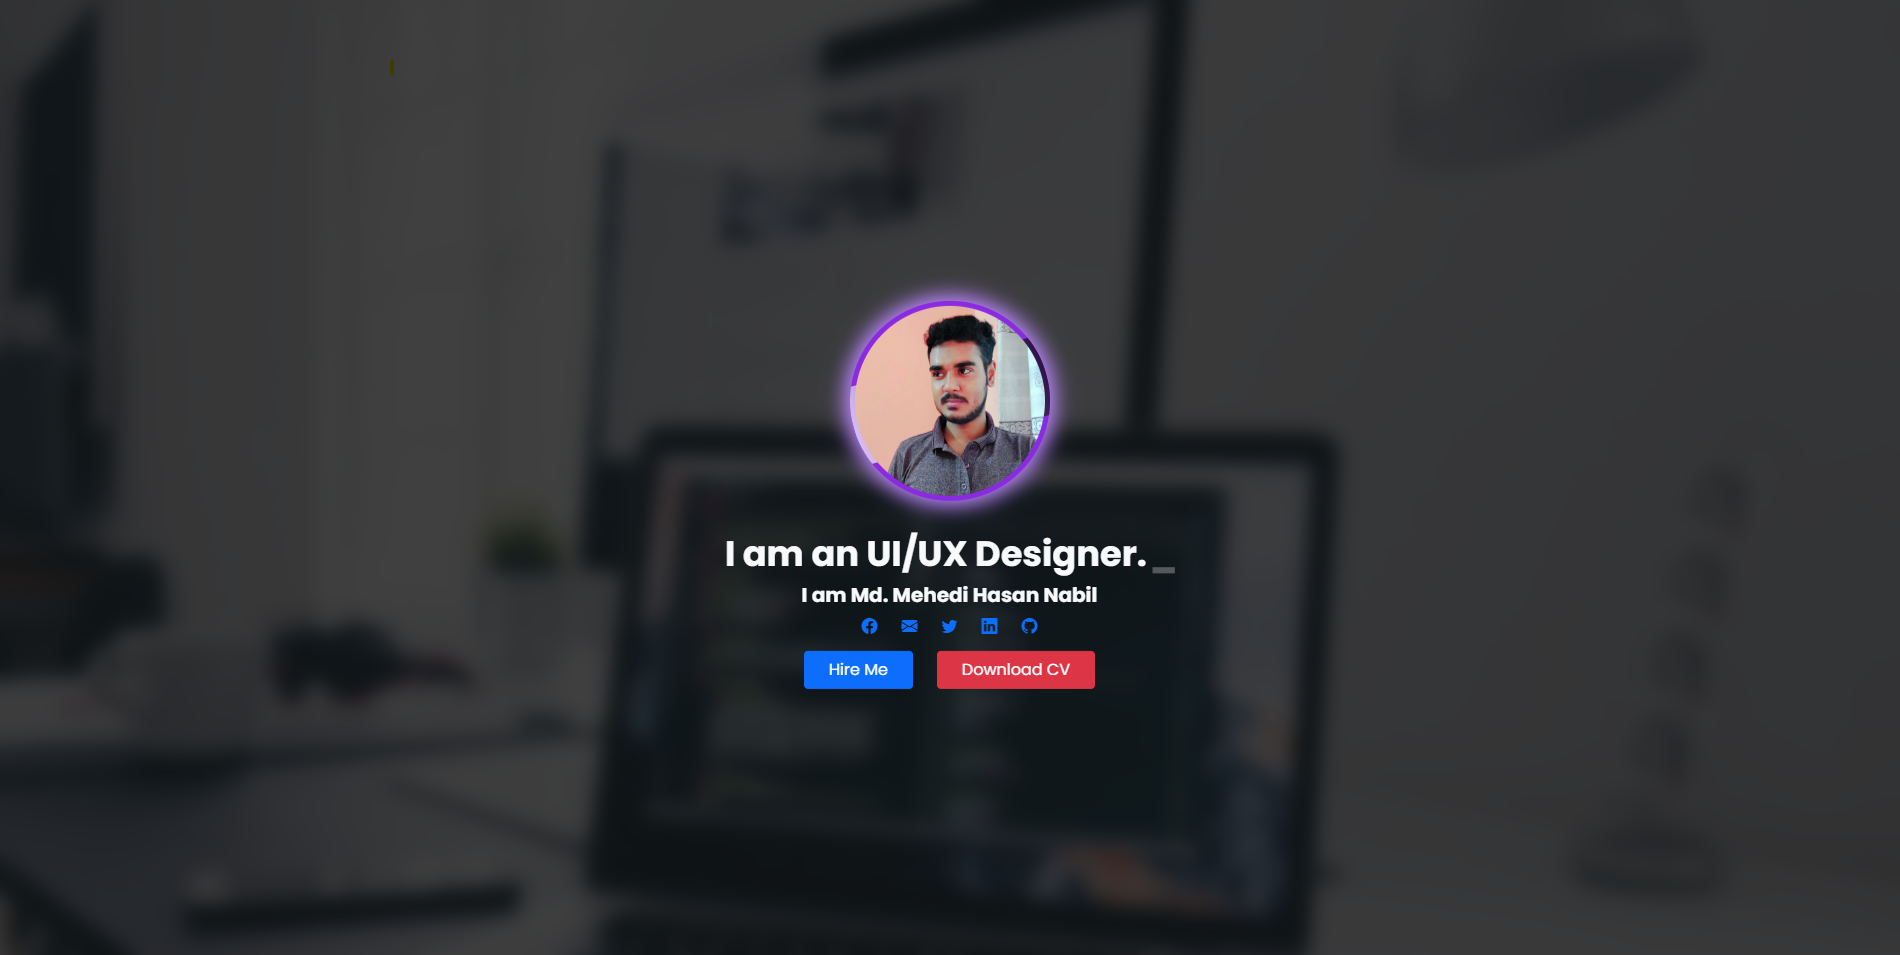 I am an UI/UX Designer._
I am Md. Mehedi Hasan Nabil
Hire Me
Download CV